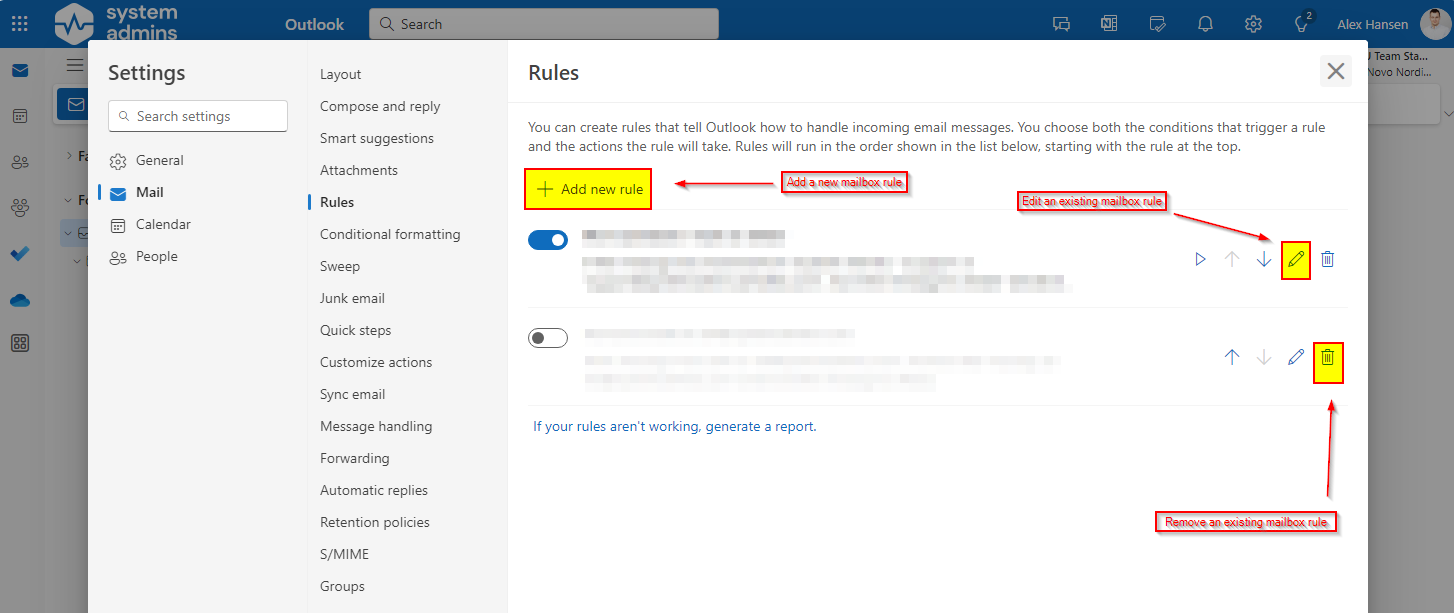 system
admins
Outlook
Search
2
Alex Hansen
Settings
Search settings
General
Mail
Calendar
People
Layout
Compose and reply
Smart suggestions
Attachments
Rules
Conditional formatting
Sweep
Junk email
Quick steps
Customize actions
Sync email
Message handling
Forwarding
Automatic replies
Retention policies
S/MIME
Groups
Rules
You can create rules that tell Outlook how to handle incoming email messages. You choose both the conditions that trigger a rule
and the actions the rule will take. Rules will run in the order shown in the list below, starting with the rule at the top.
Add new rule
Add a new mailbox rule
Edit an existing mailbox rule
If your rules aren't working, generate a report.
Remove an existing mailbox rule
Team Sta...
Novo Nordi...
Fa
Fo